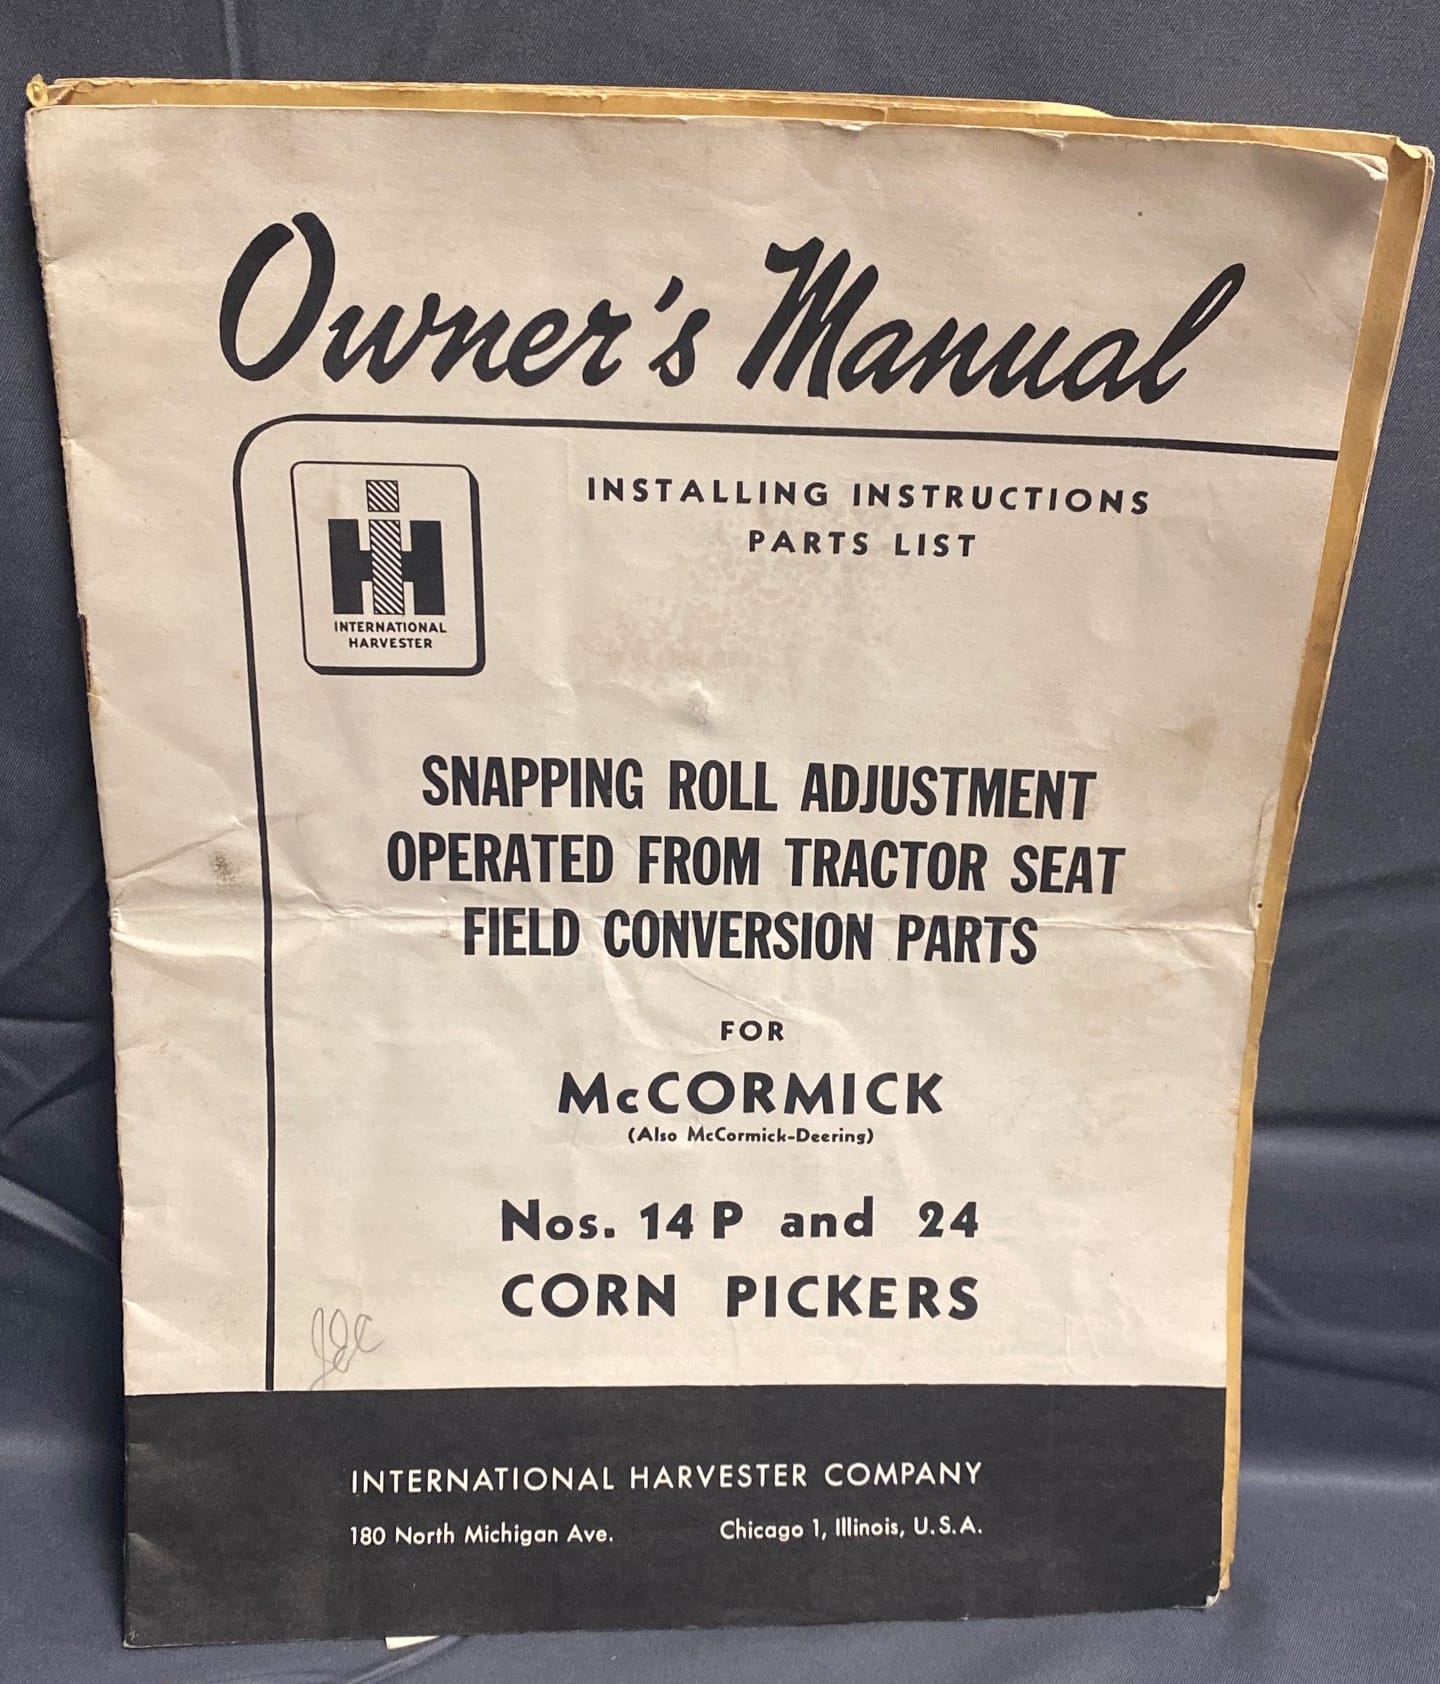 Owner's Manual
INSTALLING INSTRUCTIONS
PARTS LIST
IH
INTERNATIONAL
HARVESTER
SNAPPING ROLL ADJUSTMENT
OPERATED FROM TRACTOR SEAT
FIELD CONVERSION PARTS
FOR
McCORMICK
(Also McCormick-Deering)
Nos. 14 P and 24
CORN PICKERS
INTERNATIONAL HARVESTER COMPANY
180 North Michigan Ave. Chicago 1, Illinois, U.S.A.